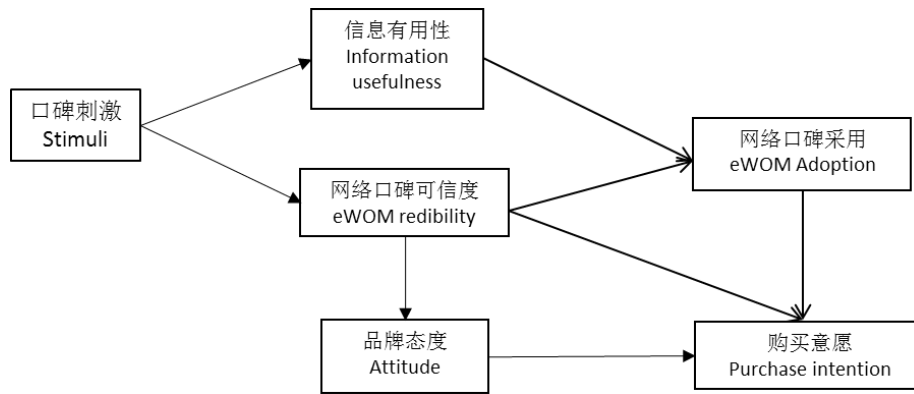 信息有用性
Information
usefulness
口碑刺激
Stimuli
网络口碑采用
eWOM Adoption
网络口碑可信度
eWOM redibility
品牌态度
Attitude
购买意愿
Purchase intention